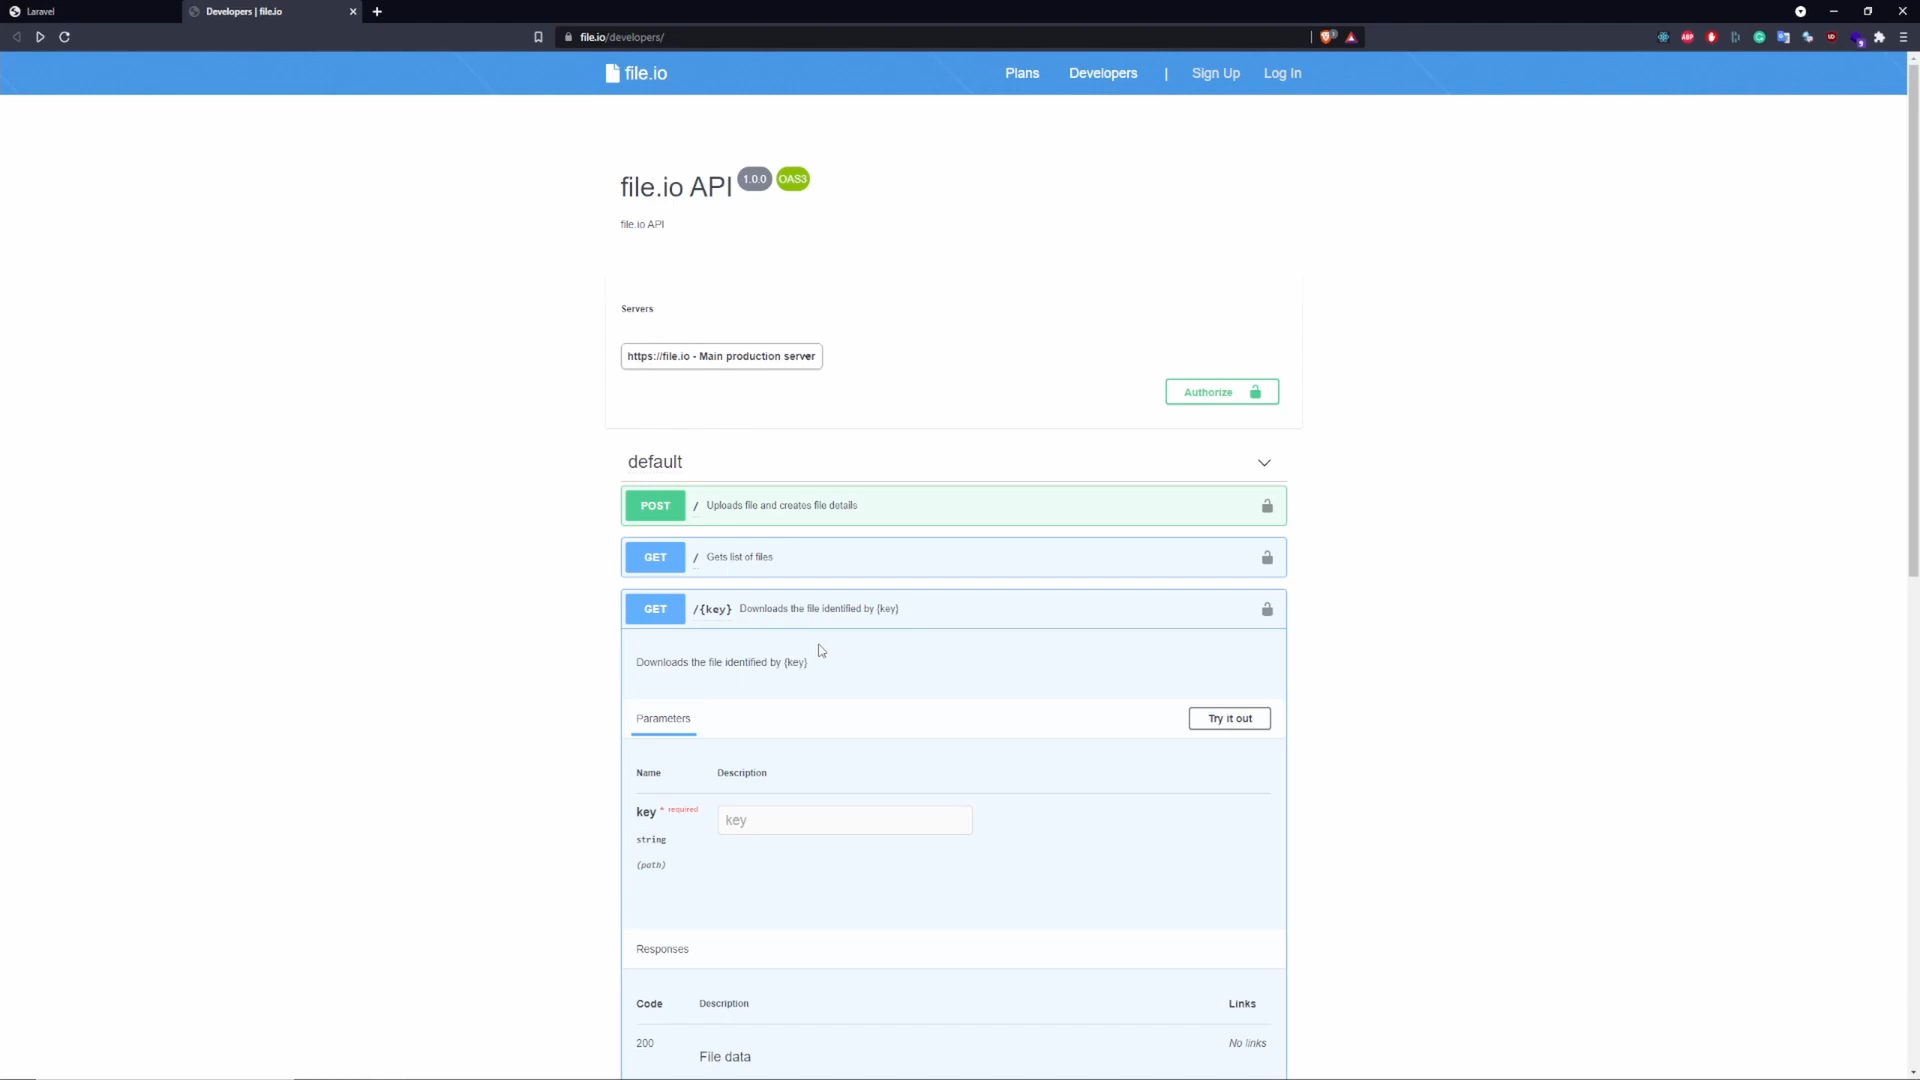 Laravel
Developers | file.io
file.io/developers/
file.io
Plans
Developers
|
Sign Up
Log In
file.io API 1.0.0 OAS3
file.io API
Servers
https://file.io - Main production server
Authorize
default
POST / Uploads file and creates file details
GET / Gets list of files
GET /{key} Downloads the file identified by {key}
Downloads the file identified by {key}
Parameters
Try it out
Name Description
key * required
key
string
(path)
Responses
Code Description Links
200
No links
File data